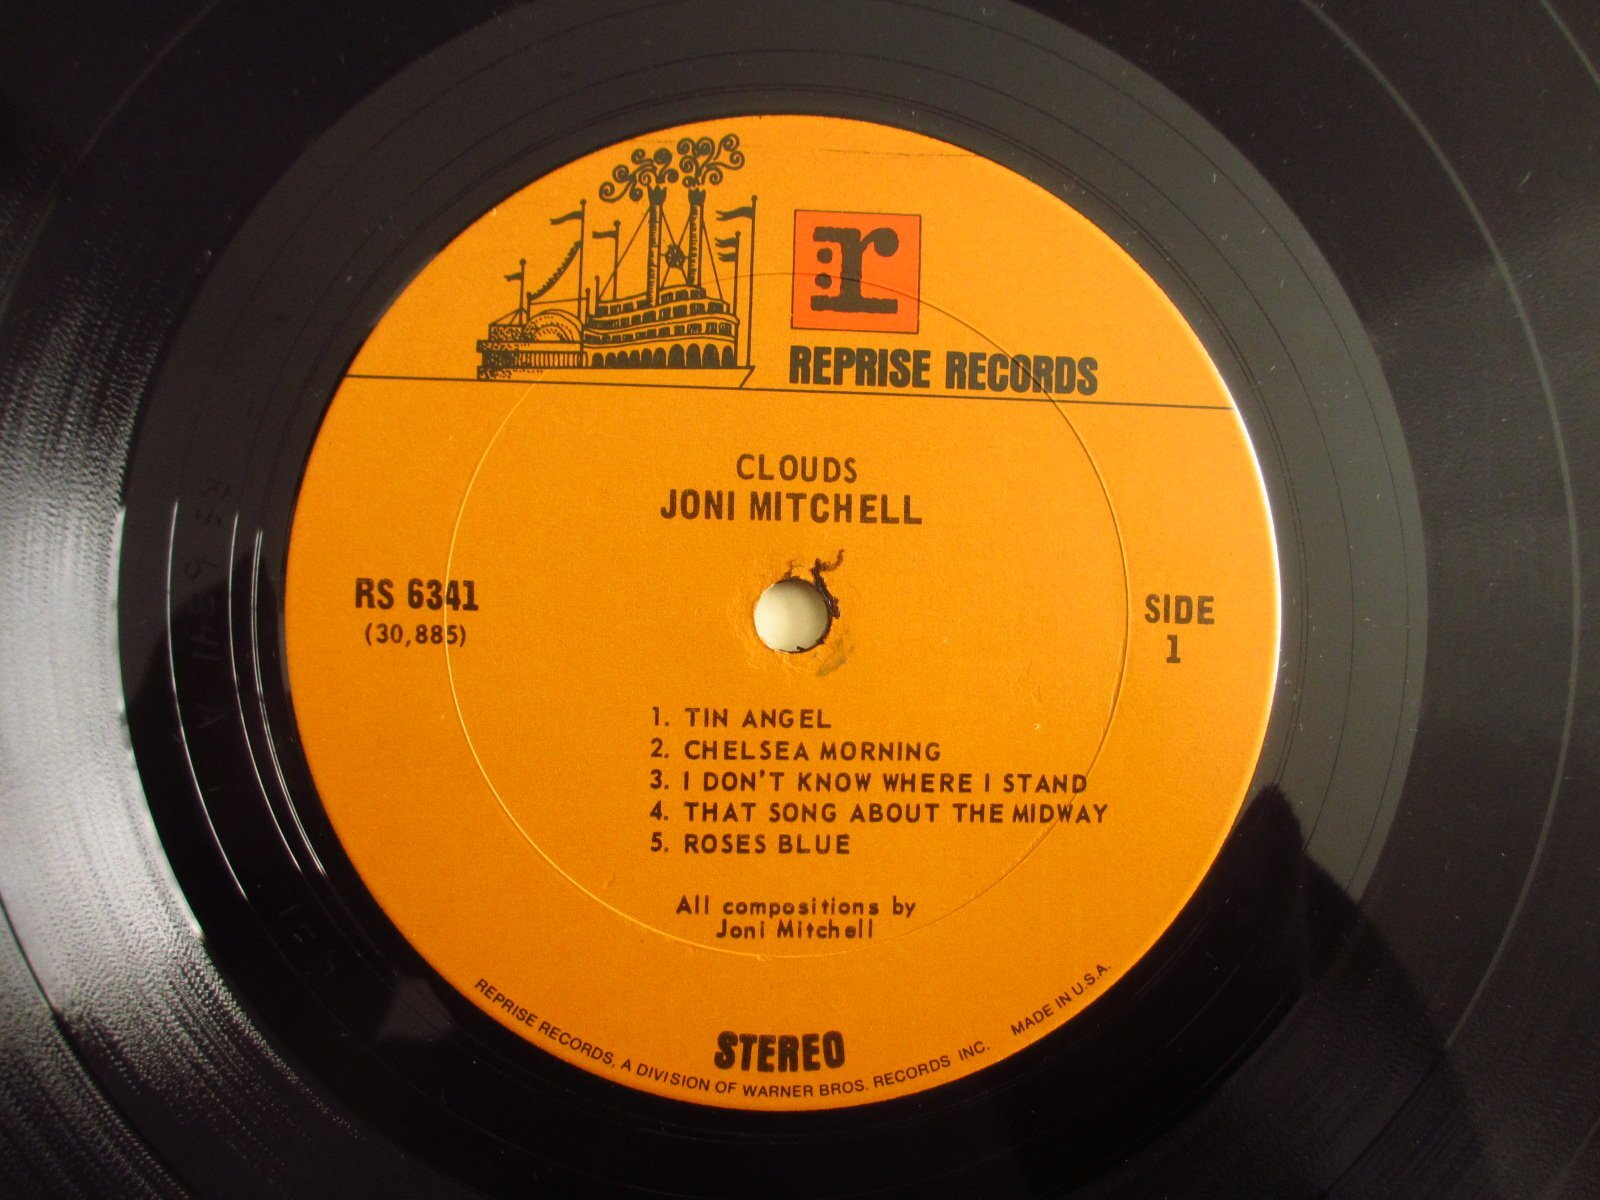 r:
REPRISE RECORDS
CLOUDS
JONI MITCHELL
RS 6341
(30,885)
SIDE
1
1. TIN ANGEL
2. CHELSEA MORNING
3. I DON'T KNOW WHERE I STAND
4. THAT SONG ABOUT THE MIDWAY
5. ROSES BLUE
All compositions by
Joni Mitchell
STEREO
REPRISE RECORDS, A DIVISION OF WARNER BROS. RECORDS INC. MADE IN U.S.A.